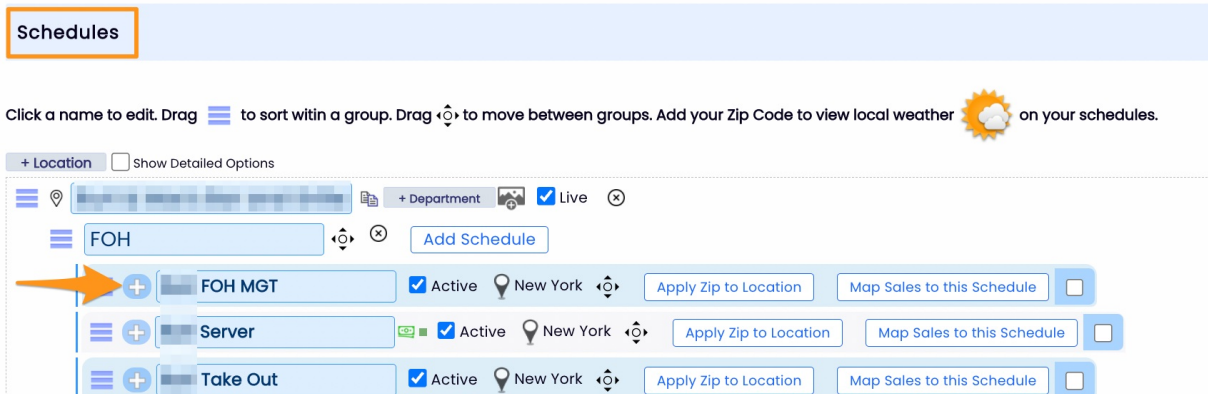 Schedules
Click a name to edit. Drag to sort witin a group. Drag to move between groups. Add your Zip Code to view local weather on your schedules.
+ Location Show Detailed Options
+ Department Live
FOH Add Schedule
FOH MGT Active New York Apply Zip to Location Map Sales to this Schedule
Server Active New York Apply Zip to Location Map Sales to this Schedule
Take Out Active New York Apply Zip to Location Map Sales to this Schedule